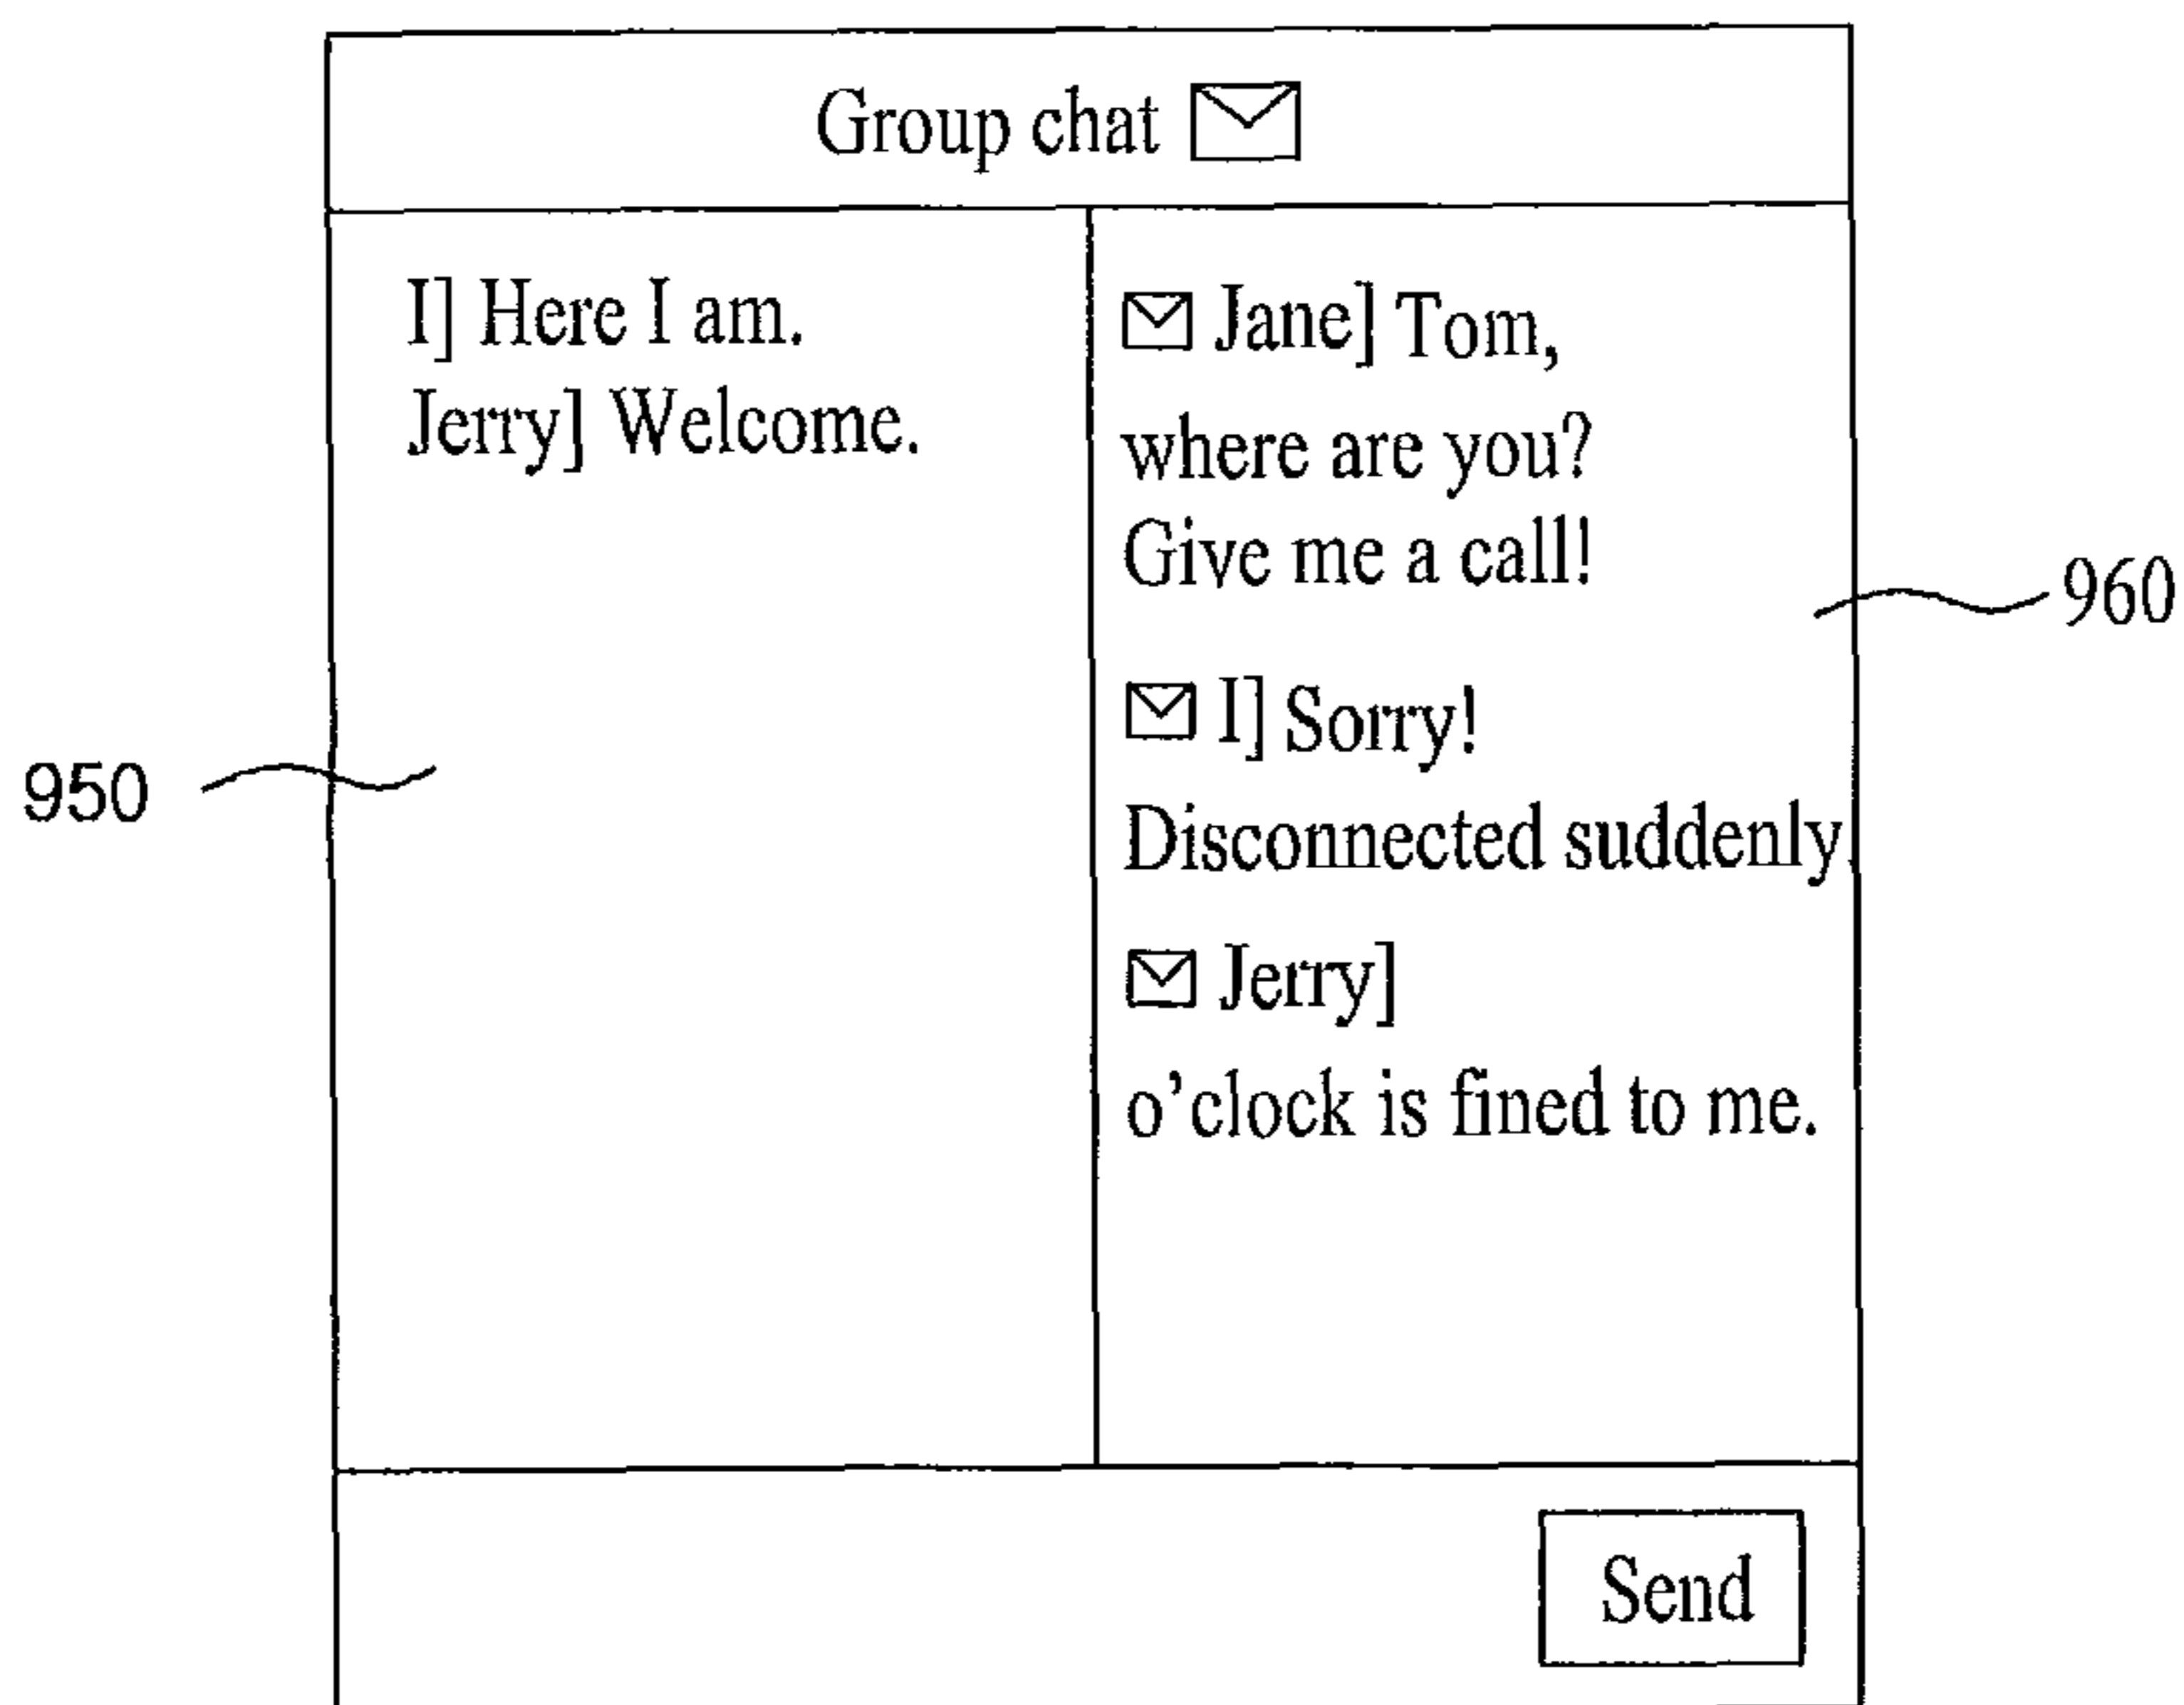 Group chat
I] Here I am.
Jerry] Welcome.
Jane] Tom,
where are you?
Give me a call!
I] Sorry!
Disconnected suddenly.
Jerry]
o'clock is fined to me.
960
950
Send